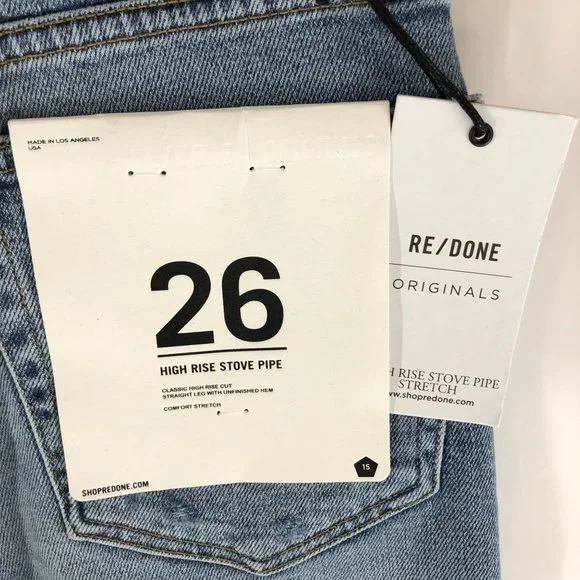 MADE IN LOS ANGELES
USA
26
HIGH RISE STOVE PIPE
CLASSIC HIGH RISE CUT
STRAIGHT LEG WITH UNFINISHED HEM
COMFORT STRETCH
SHOPREDONE.COM
15
RE/DONE
ORIGINALS
H RISE STOVE PIPE
STRETCH
www.shopredone.com